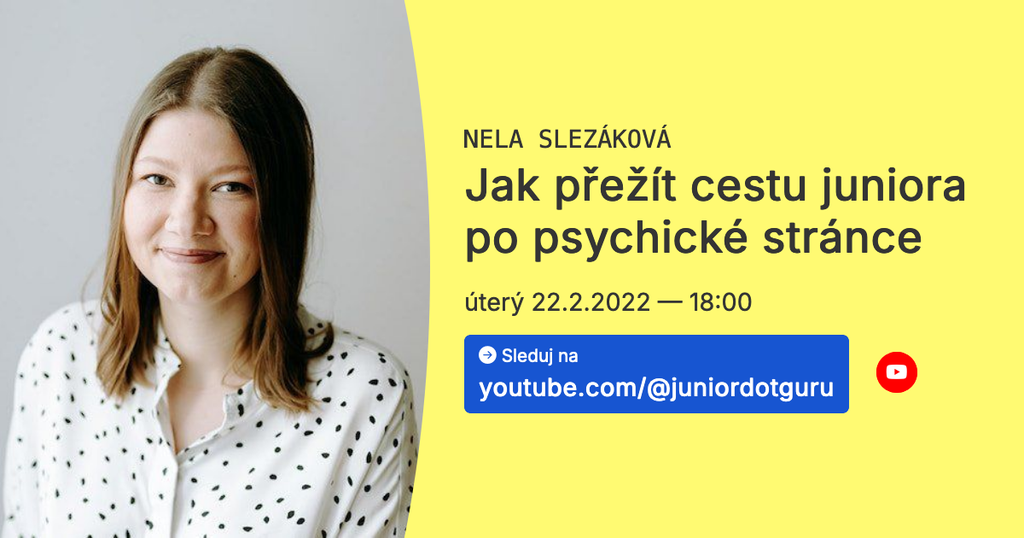 NELA SLEZÁKOVÁ
Jak přežít cestu juniora
po psychické stránce
úterý 22.2.2022 — 18:00
Sleduj na
youtube.com/@juniordotguru